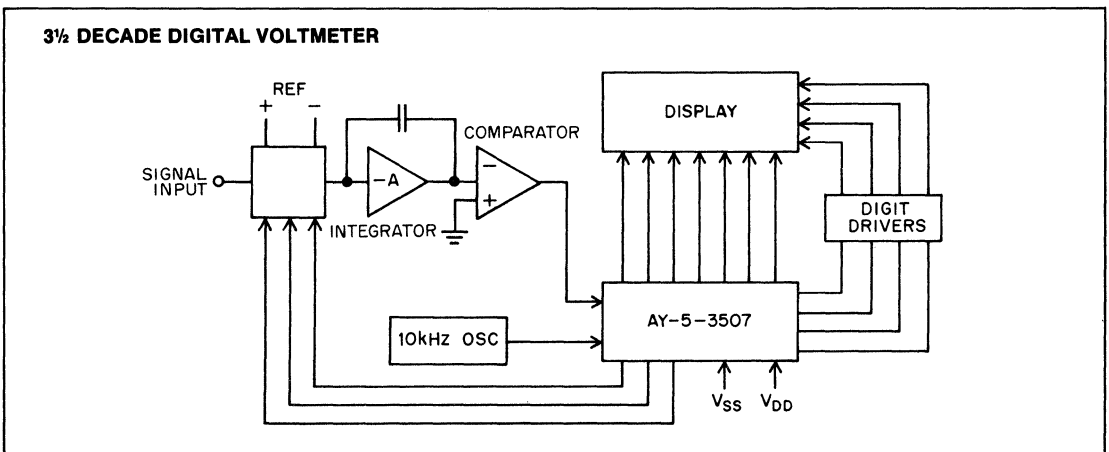 3½ DECADE DIGITAL VOLTMETER
REF
+ −
SIGNAL
INPUT
−A
INTEGRATOR
COMPARATOR
−
+
DISPLAY
DIGIT
DRIVERS
10kHz OSC
AY-5-3507
VSS VDD